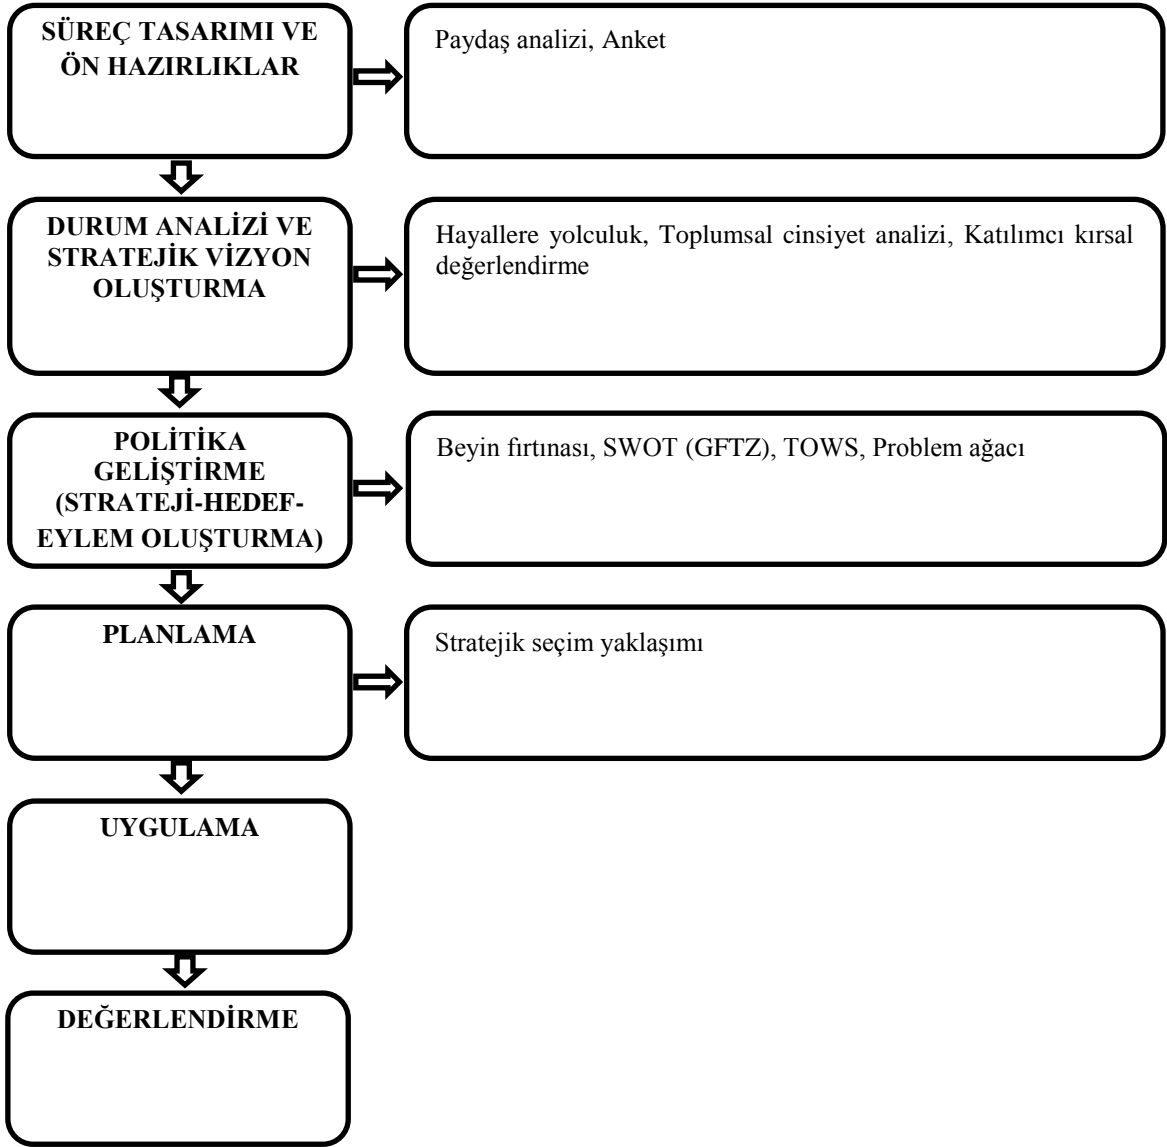 SÜREÇ TASARIMI VE
ÖN HAZIRLIKLAR
Paydaş analizi, Anket
DURUM ANALİZİ VE
STRATEJİK VİZYON
OLUŞTURMA
Hayallere yolculuk, Toplumsal cinsiyet analizi, Katılımcı kırsal
değerlendirme
POLİTİKA
GELİŞTİRME
(STRATEJİ-HEDEF-
EYLEM OLUŞTURMA)
Beyin fırtınası, SWOT (GFTZ), TOWS, Problem ağacı
PLANLAMA
Stratejik seçim yaklaşımı
UYGULAMA
DEĞERLENDİRME